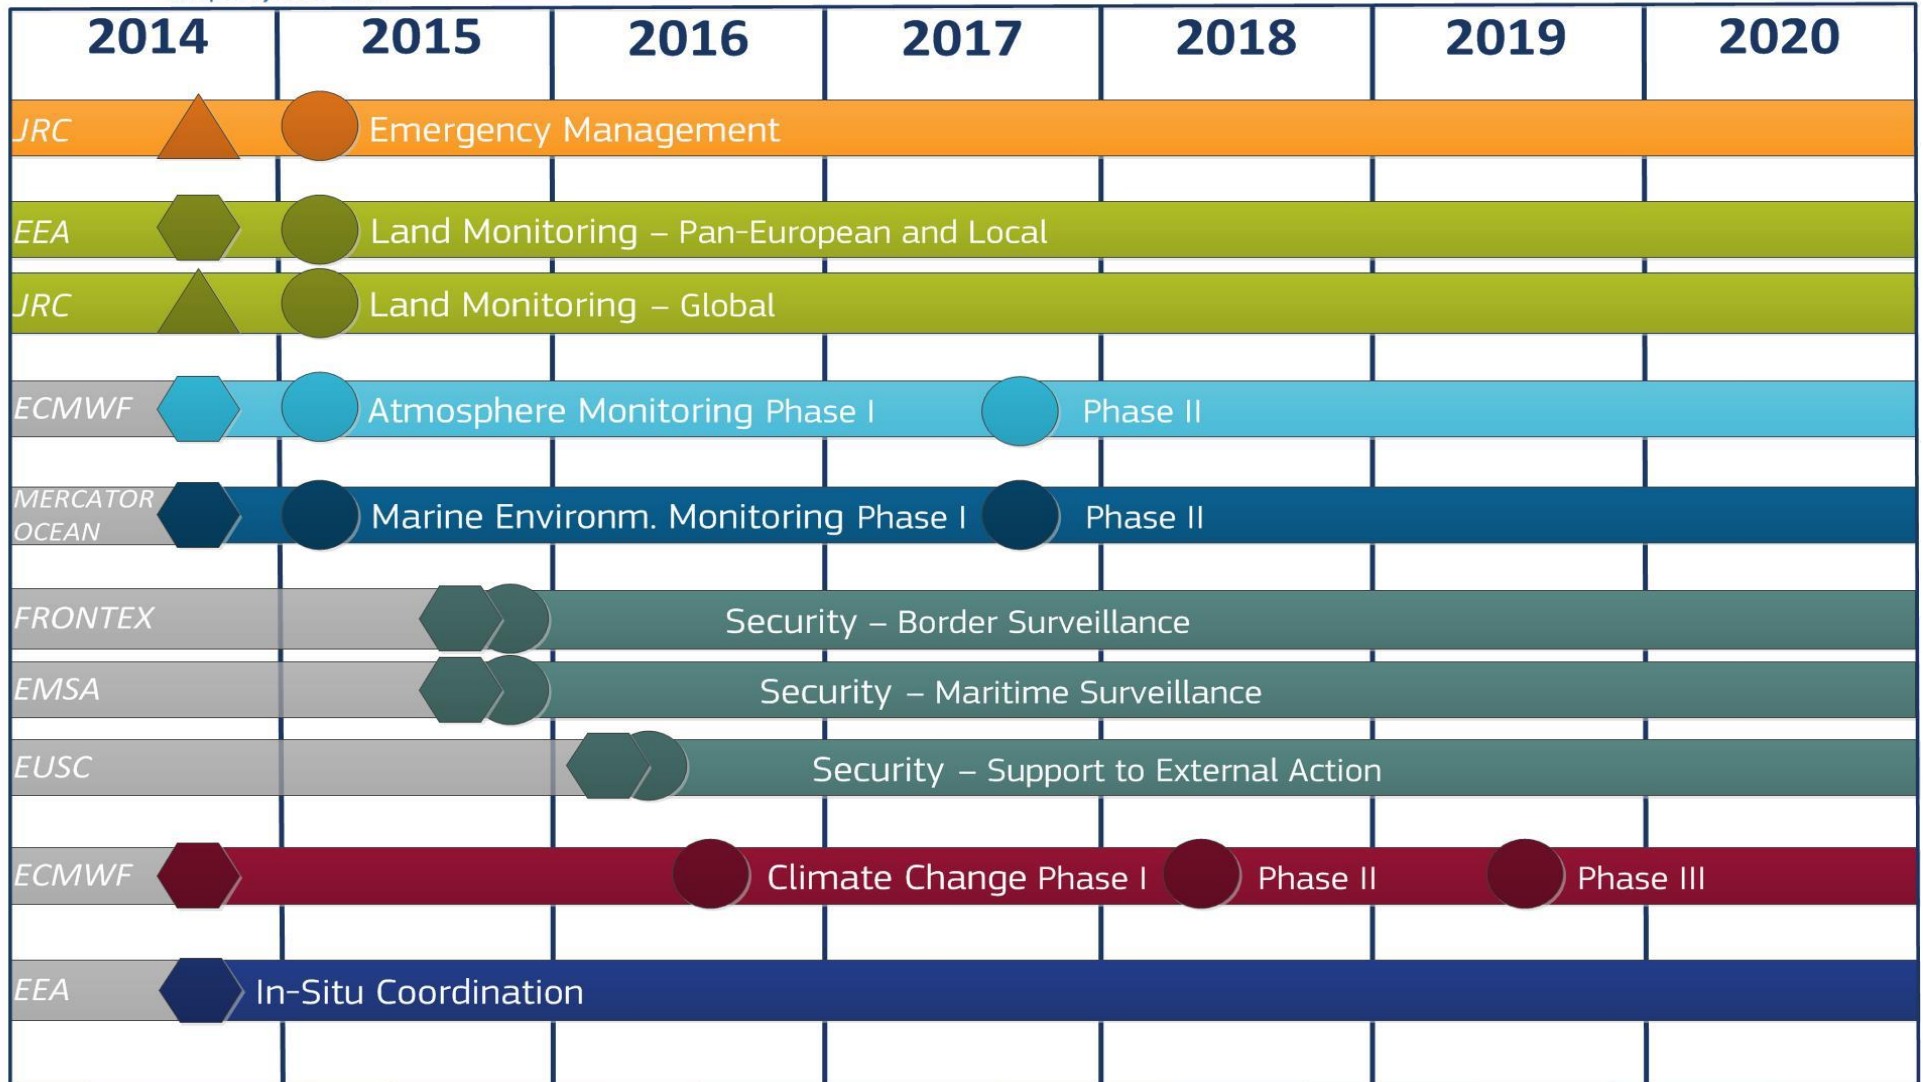 2014 2015 2016 2017 2018 2019 2020
JRC Emergency Management
EEA Land Monitoring – Pan-European and Local
JRC Land Monitoring – Global
ECMWF Atmosphere Monitoring Phase I Phase II
MERCATOR
OCEAN Marine Environm. Monitoring Phase I Phase II
FRONTEX Security – Border Surveillance
EMSA Security – Maritime Surveillance
EUSC Security – Support to External Action
ECMWF Climate Change Phase I Phase II Phase III
EEA In-Situ Coordination